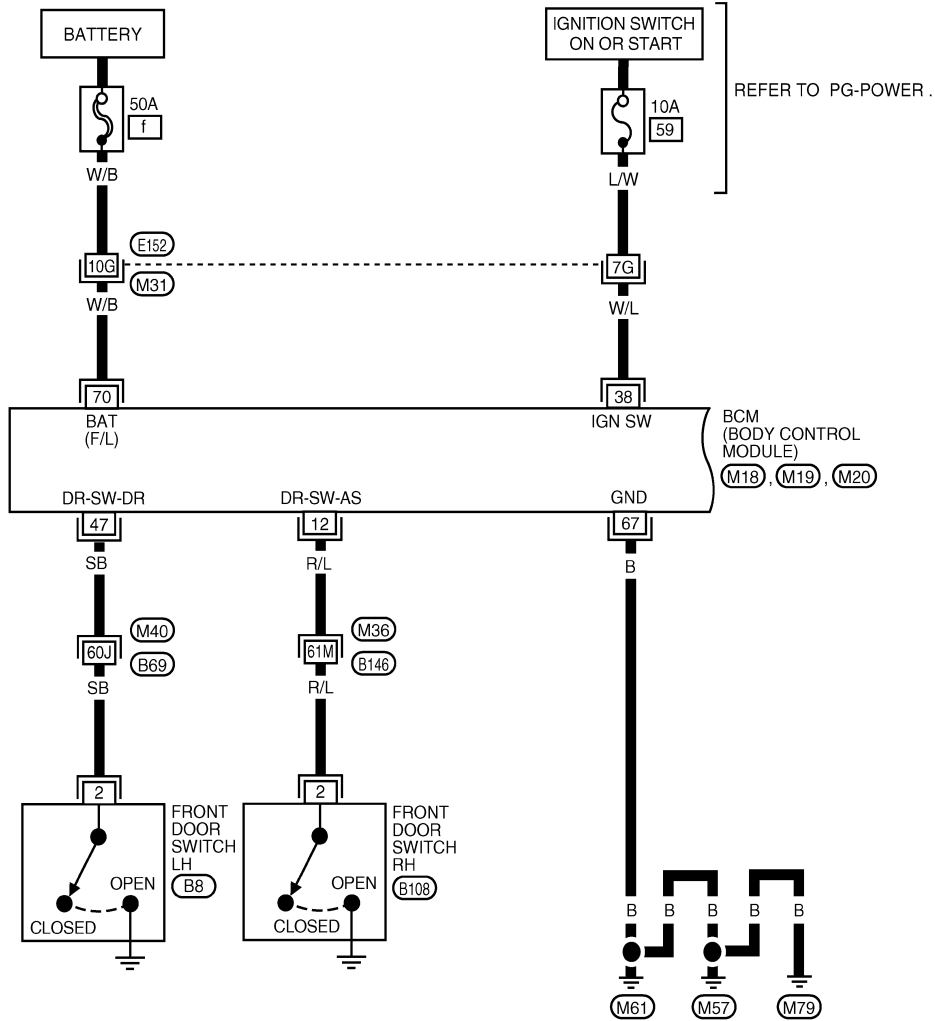 BATTERY
IGNITION SWITCH
ON OR START
REFER TO PG-POWER .
50A
f
10A
59
W/B
L/W
E152
10G
7G
M31
W/B
W/L
70
38
BAT
(F/L)
IGN SW
BCM
(BODY CONTROL
MODULE)
M18 , M19 , M20
DR-SW-DR
DR-SW-AS
GND
47
12
67
SB
R/L
B
M40
M36
60J
61M
B69
B146
SB
R/L
2
2
FRONT
DOOR
SWITCH
LH
B8
FRONT
DOOR
SWITCH
RH
B108
OPEN
CLOSED
OPEN
CLOSED
B
B
B
B
B
M61
M57
M79